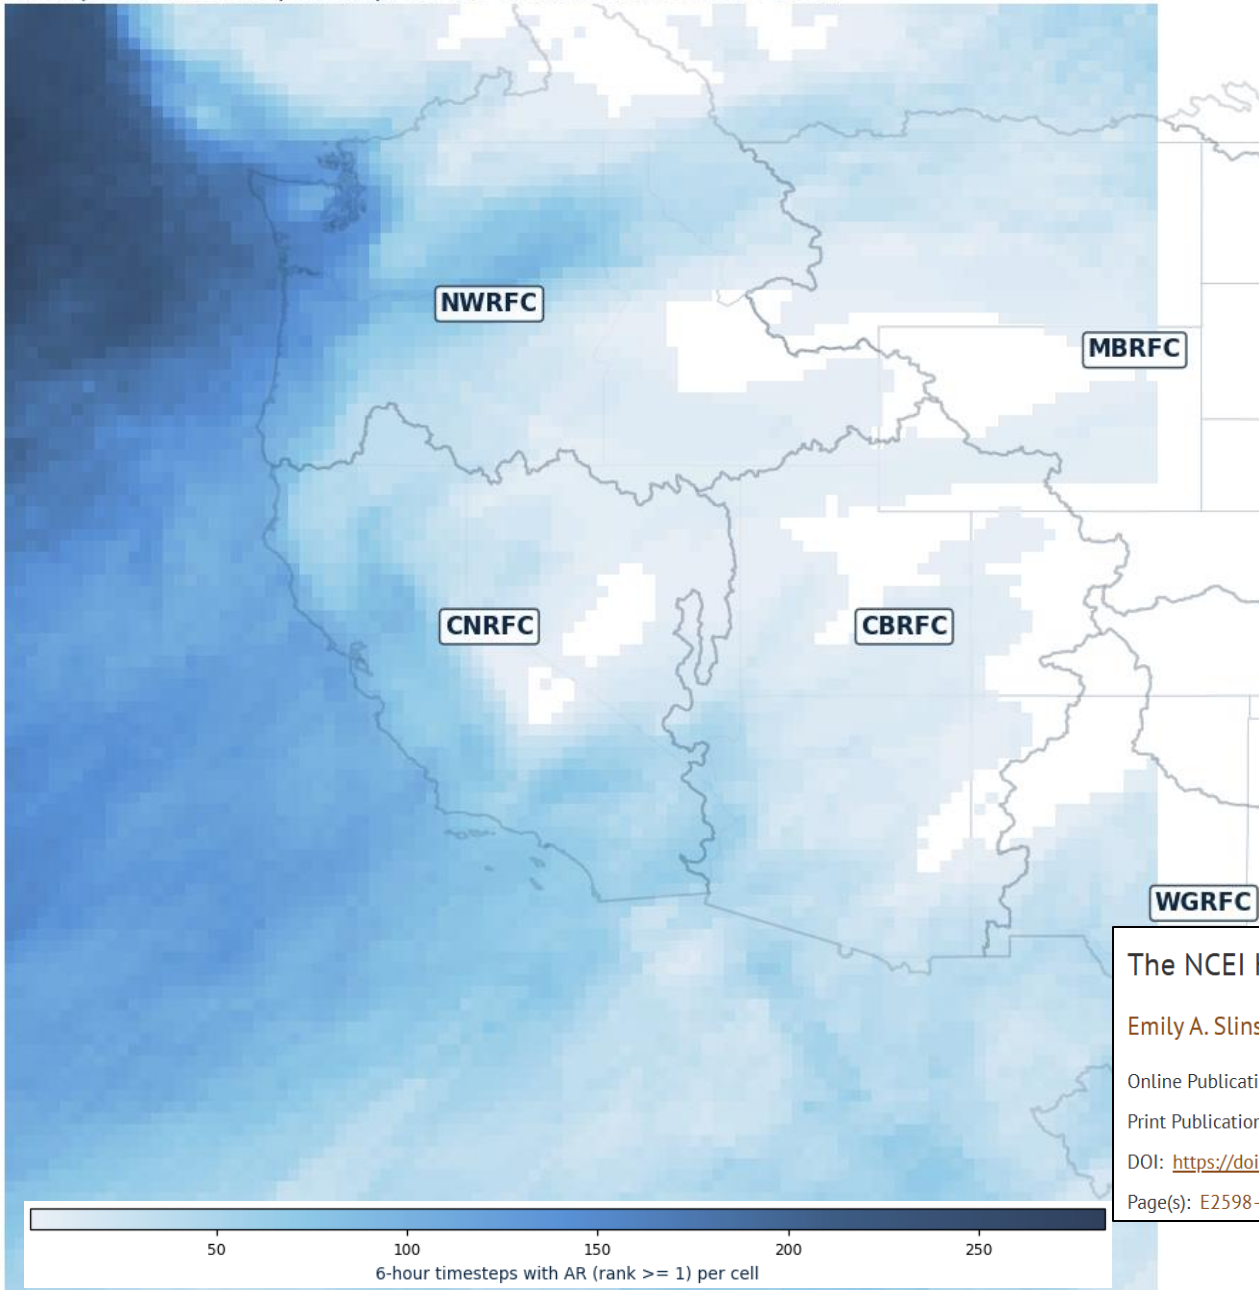 NWRFC
MBRFC
CNRFC
CBRFC
WGRFC
The NCEI
Emily A. Slins
Online Publicati
Print Publication
DOI: https://doi
Page(s): E2598-
50 100 150 200 250
6-hour timesteps with AR (rank >= 1) per cell